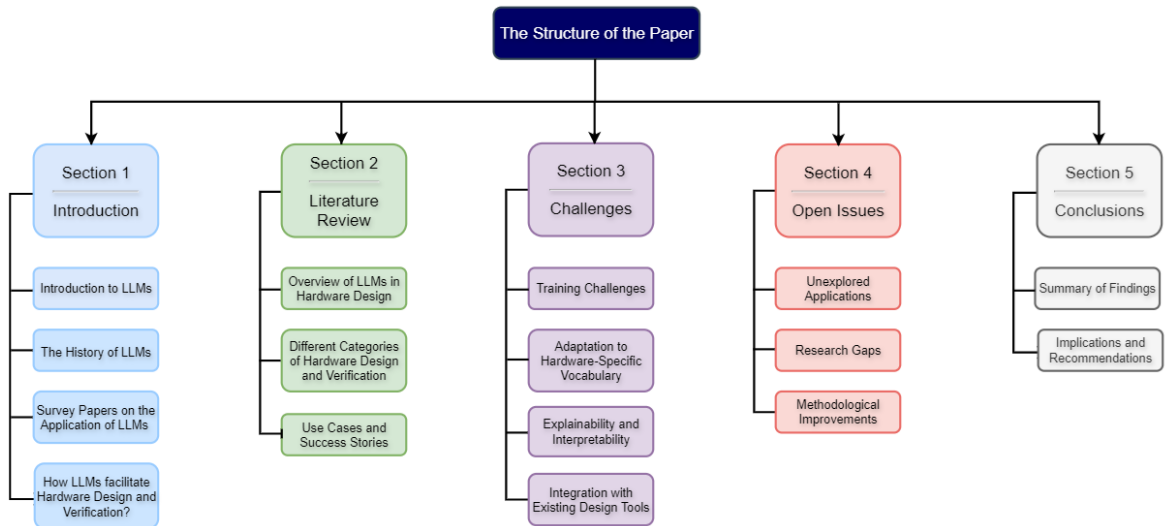 The Structure of the Paper
Section 1
Introduction
Introduction to LLMs
The History of LLMs
Survey Papers on the
Application of LLMs
How LLMs facilitate
Hardware Design and
Verification?
Section 2
Literature
Review
Overview of LLMs in
Hardware Design
Different Categories
of Hardware Design
and Verification
Use Cases and
Success Stories
Section 3
Challenges
Training Challenges
Adaptation to
Hardware-Specific
Vocabulary
Explainability and
Interpretability
Integration with
Existing Design Tools
Section 4
Open Issues
Unexplored
Applications
Research Gaps
Methodological
Improvements
Section 5
Conclusions
Summary of Findings
Implications and
Recommendations